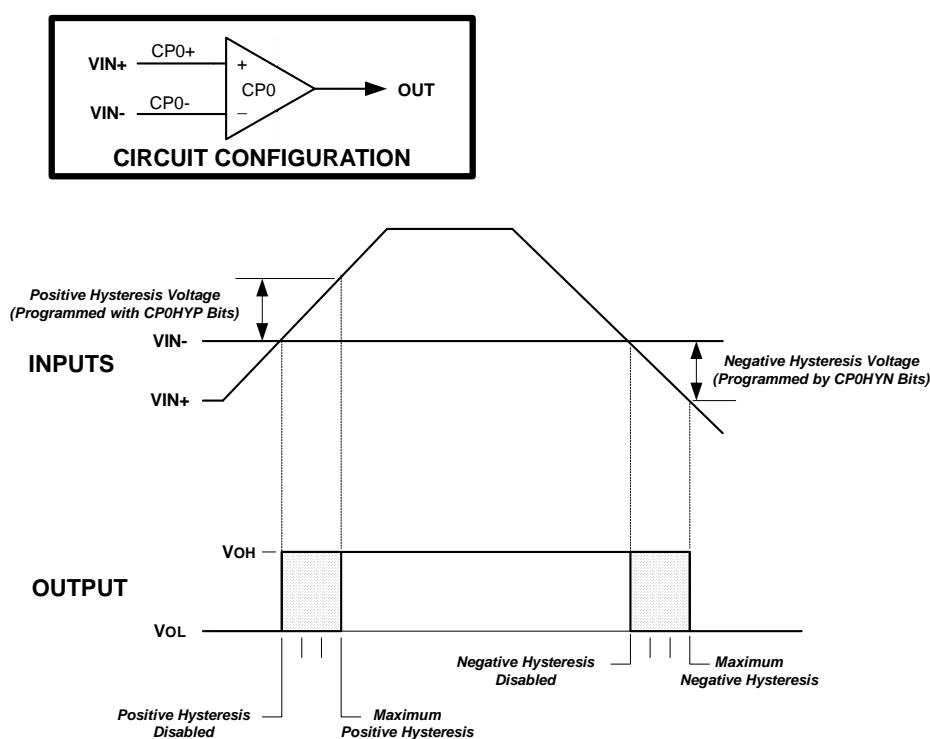 CP0+
VIN+
+
CP0
OUT
CP0-
VIN-
−
CIRCUIT CONFIGURATION
Positive Hysteresis Voltage
(Programmed with CP0HYP Bits)
VIN-
INPUTS
Negative Hysteresis Voltage
(Programmed by CP0HYN Bits)
VIN+
VOH
OUTPUT
VOL
Negative Hysteresis
Disabled
Maximum
Negative Hysteresis
Positive Hysteresis
Disabled
Maximum
Positive Hysteresis